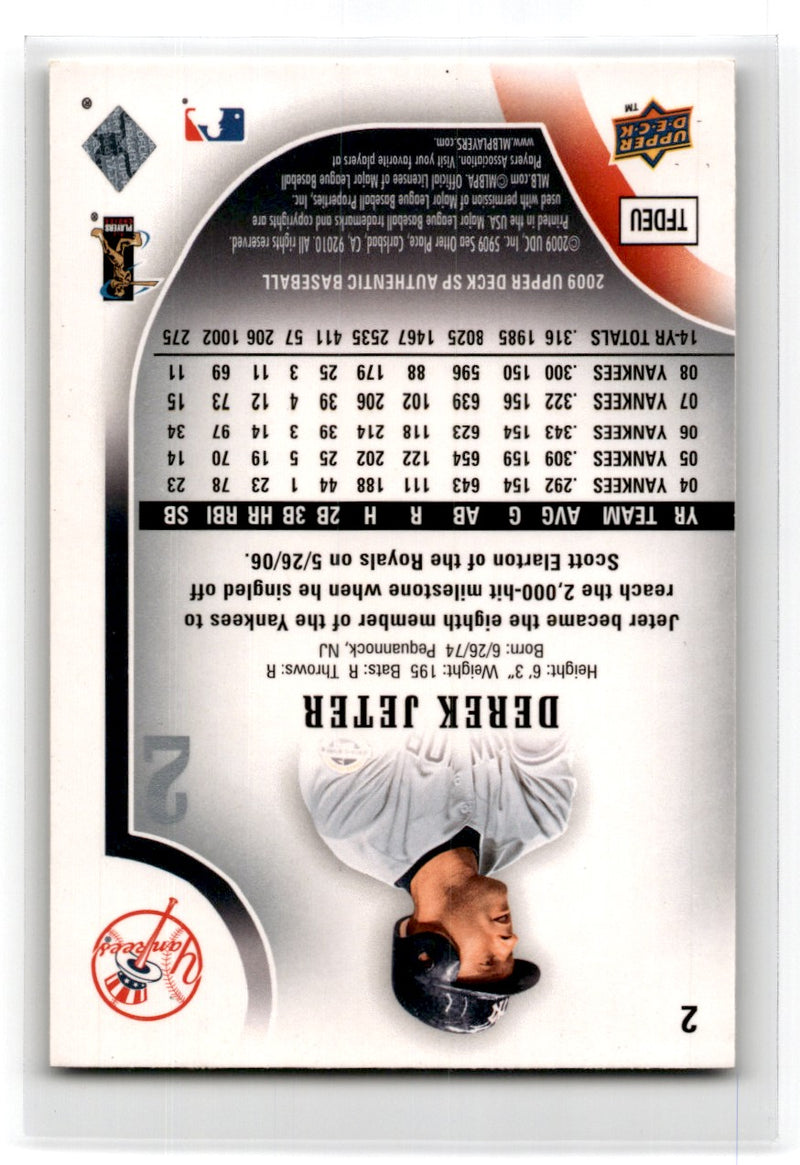 2
Yankees
2
DEREK JETER
Height: 6' 3" Weight: 195 Bats: R Throws: R
Born: 6/26/74 Pequannock, NJ
Jeter became the eighth member of the Yankees to
reach the 2,000-hit milestone when he singled off
Scott Elarton of the Royals on 5/26/06.
YR TEAM AVG G AB R H 2B 3B HR RBI SB
04 YANKEES .292 154 643 111 188 44 1 23 78 23
05 YANKEES .309 159 654 122 202 25 5 19 70 14
06 YANKEES .343 154 623 118 214 39 3 14 97 34
07 YANKEES .322 156 639 102 206 39 4 12 73 15
08 YANKEES .300 150 596 88 179 25 3 11 69 11
14-YR TOTALS .316 1985 8025 1467 2535 411 57 206 1002 275
2009 UPPER DECK SP AUTHENTIC BASEBALL
©2009 UDC, Inc. 5909 Sea Otter Place, Carlsbad, CA 92010. All rights reserved.
Printed in the USA. Major League Baseball trademarks and copyrights are
used with permission of Major League Baseball Properties, Inc.
MLB.com ©MLBPA. Official Licensee of Major League Baseball
Players Association. Visit your favorite players at
www.MLBPLAYERS.com.
TFDEU
UPPER
D·E·C·K
TM
PLAYERS
CHOICE
®
®
®